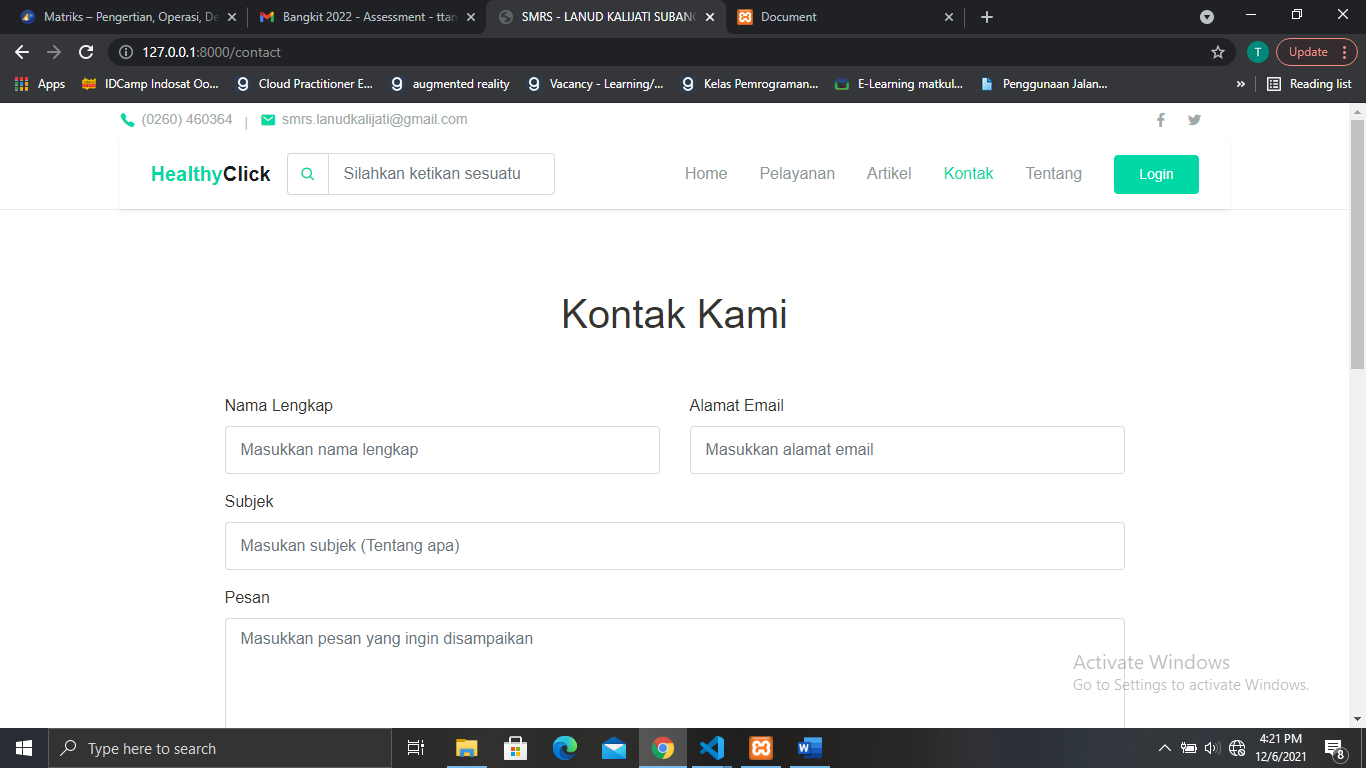 Matriks – Pengertian, Operasi, De
Bangkit 2022 - Assessment - ttan
SMRS - LANUD KALIJATI SUBANG
Document
127.0.0.1:8000/contact
T
Update
Apps
IDCamp Indosat Oo...
Cloud Practitioner E...
augmented reality
Vacancy - Learning/...
Kelas Pemrograman...
E-Learning matkul...
Penggunaan Jalan...
»
Reading list
(0260) 460364 | smrs.lanudkalijati@gmail.com
HealthyClick
Silahkan ketikan sesuatu
Home
Pelayanan
Artikel
Kontak
Tentang
Login
Kontak Kami
Nama Lengkap
Alamat Email
Masukkan nama lengkap
Masukkan alamat email
Subjek
Masukan subjek (Tentang apa)
Pesan
Masukkan pesan yang ingin disampaikan
Activate Windows
Go to Settings to activate Windows.
Type here to search
4:21 PM
12/6/2021
8